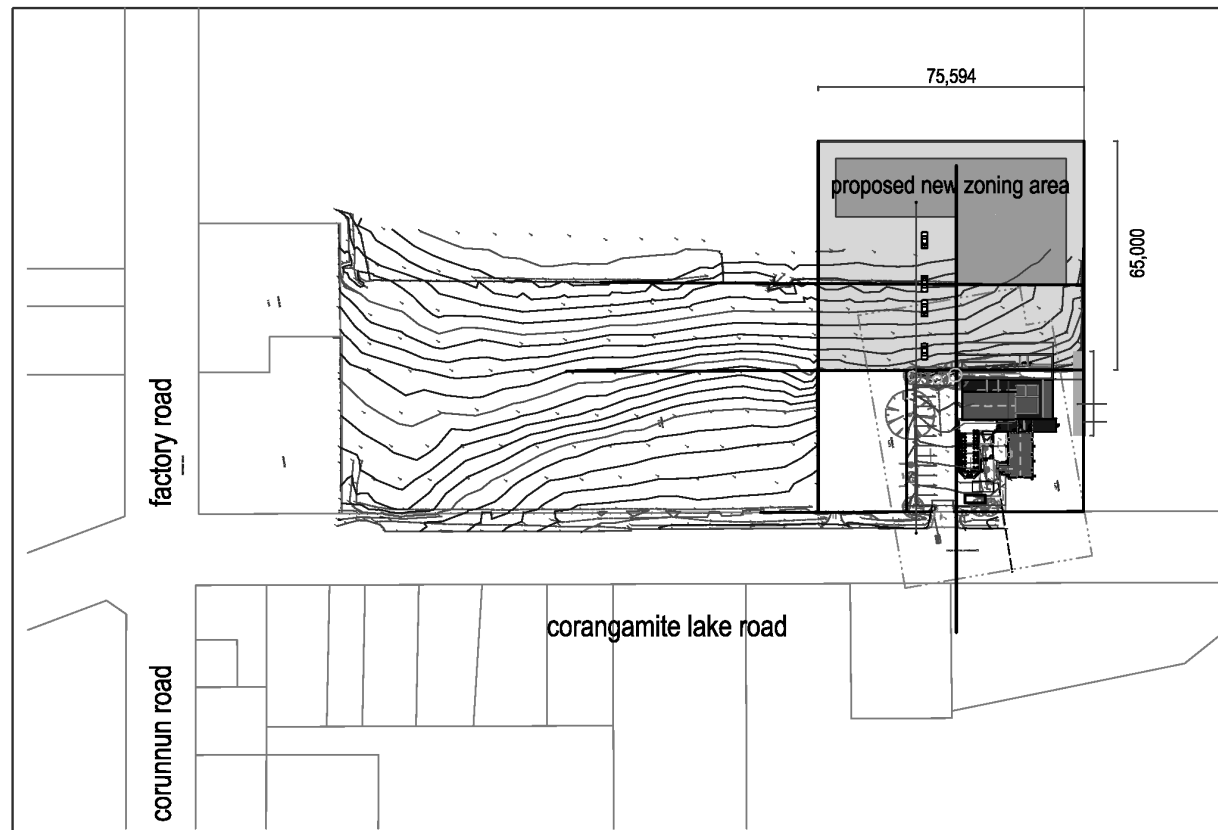 75,594
proposed new zoning area
65,000
factory road
corangamite lake road
corunnun road